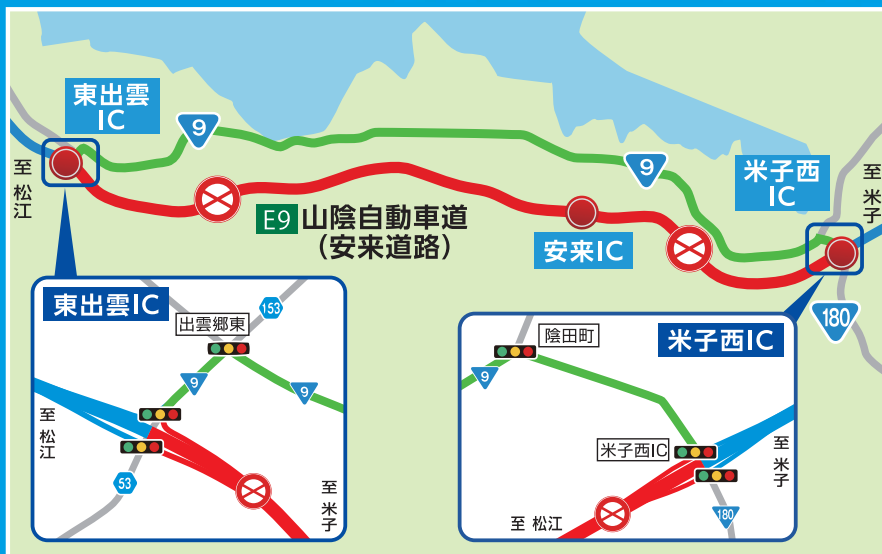 東出雲
IC
9
至 松江
E9 山陰自動車道
(安来道路)
9
安来IC
米子西
IC
至 米子
180
東出雲IC
153
出雲郷東
9
9
至 松江
53
至 米子
米子西IC
陰田町
9
米子西IC
至 米子
至 松江
180